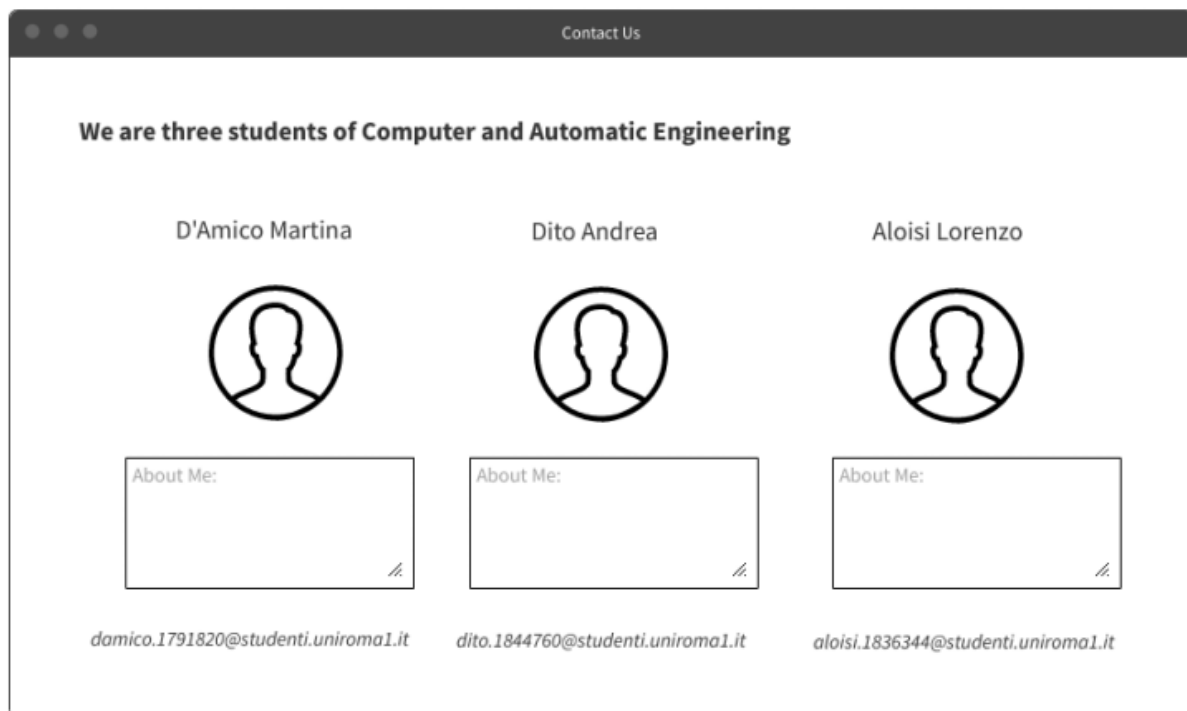 Contact Us
We are three students of Computer and Automatic Engineering
D'Amico Martina
Dito Andrea
Aloisi Lorenzo
About Me:
About Me:
About Me:
damico.1791820@studenti.uniroma1.it
dito.1844760@studenti.uniroma1.it
aloisi.1836344@studenti.uniroma1.it